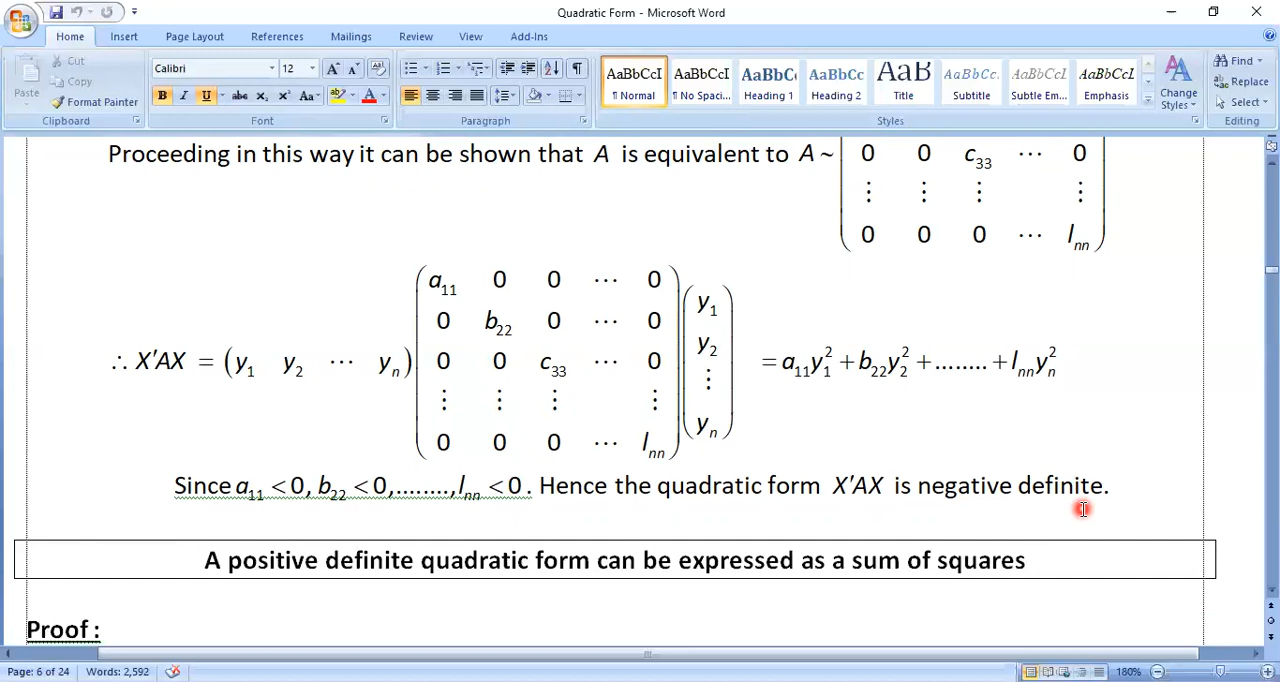 Quadratic Form - Microsoft Word
Home Insert Page Layout References Mailings Review View Add-Ins
Paste Cut Copy Format Painter
Calibri 12
B I U abc X₂ X² Aa
AaBbCcI AaBbCcI AaBbC AaBbCc AaB AaBbCc. AaBbCcI AaBbCcI
¶ Normal ¶ No Spaci... Heading 1 Heading 2 Title Subtitle Subtle Em... Emphasis
Change Styles
Find Replace Select
Clipboard Font Paragraph Styles Editing
Proceeding in this way it can be shown that A is equivalent to A ~
0 0 c₃₃ ⋯ 0
⋮ ⋮ ⋮ ⋮
0 0 0 ⋯ lₙₙ
a₁₁ 0 0 ⋯ 0
0 b₂₂ 0 ⋯ 0
∴ X′AX = (y₁ y₂ ⋯ yₙ) 0 0 c₃₃ ⋯ 0 = a₁₁y₁² + b₂₂y₂² + ........ + lₙₙyₙ²
⋮ ⋮ ⋮ ⋮
0 0 0 ⋯ lₙₙ
y₁
y₂
⋮
yₙ
Since a₁₁ < 0, b₂₂ < 0,........, lₙₙ < 0 . Hence the quadratic form X′AX is negative definite.
A positive definite quadratic form can be expressed as a sum of squares
Proof :
Page: 6 of 24 Words: 2,592 180%